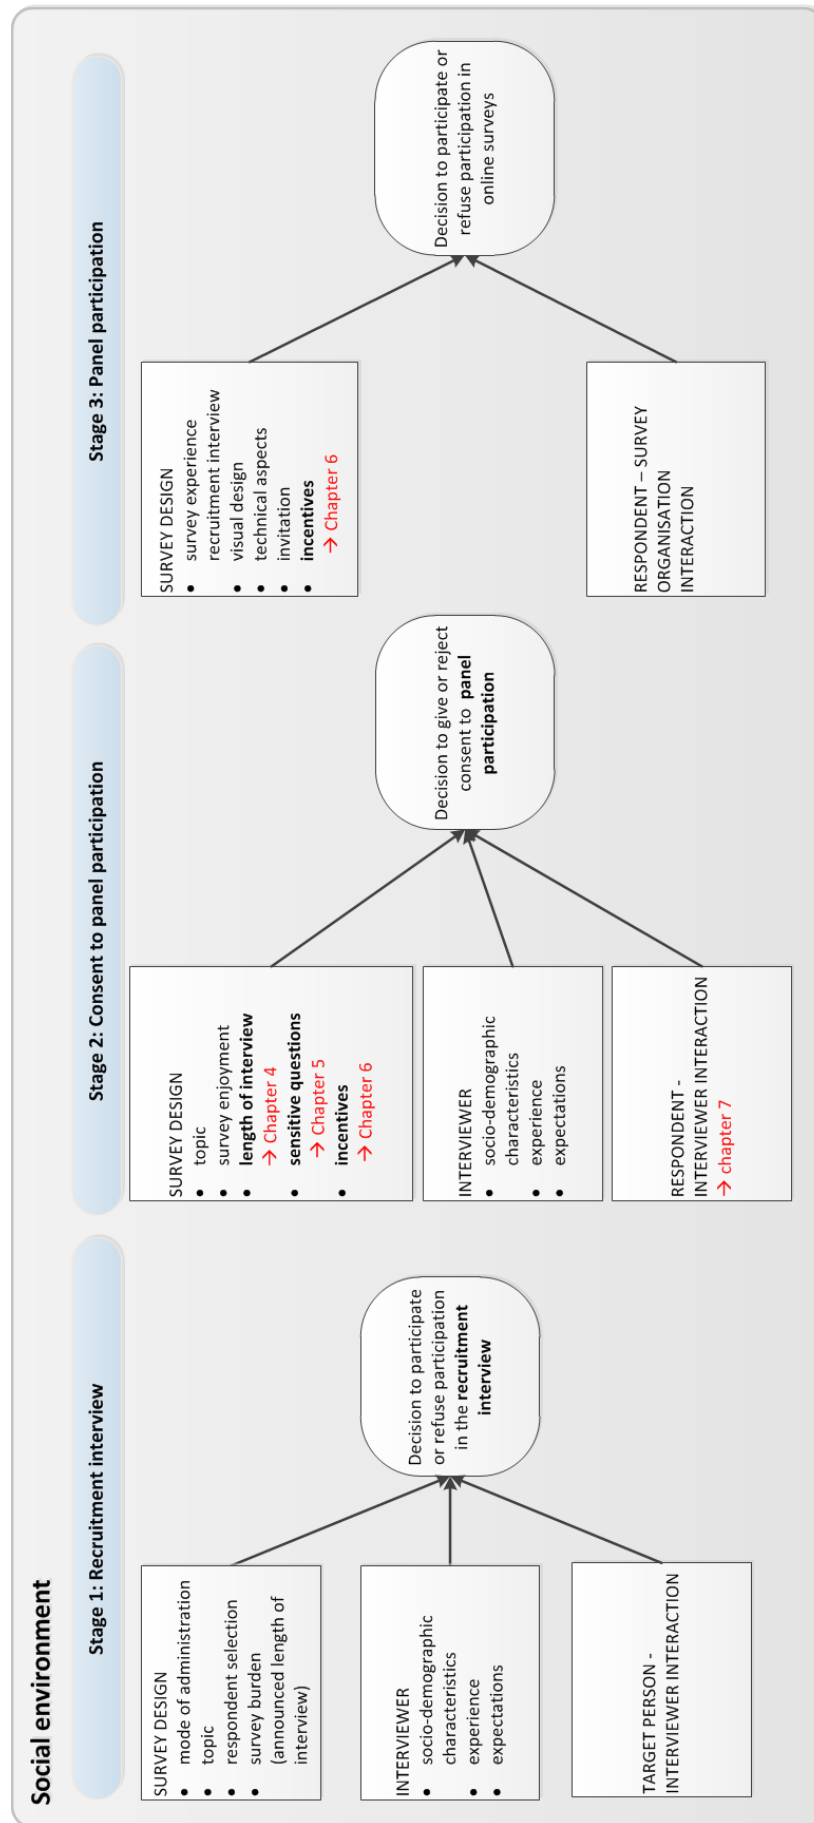 Social environment
Stage 1: Recruitment interview
SURVEY DESIGN
• mode of administration
• topic
• respondent selection
• survey burden
(announced length of
interview)
INTERVIEWER
• socio-demographic
characteristics
• experience
• expectations
TARGET PERSON -
INTERVIEWER INTERACTION
Decision to participate
or refuse participation
in the recruitment
interview
Stage 2: Consent to panel participation
SURVEY DESIGN
• topic
• survey enjoyment
• length of interview
→ Chapter 4
• sensitive questions
→ Chapter 5
• incentives
→ Chapter 6
INTERVIEWER
• socio-demographic
characteristics
• experience
• expectations
RESPONDENT -
INTERVIEWER INTERACTION
→ chapter 7
Decision to give or reject
consent to panel
participation
Stage 3: Panel participation
SURVEY DESIGN
• survey experience
recruitment interview
• visual design
• technical aspects
• invitation
• incentives
→ Chapter 6
RESPONDENT – SURVEY
ORGANISATION
INTERACTION
Decision to participate or
refuse participation in
online surveys